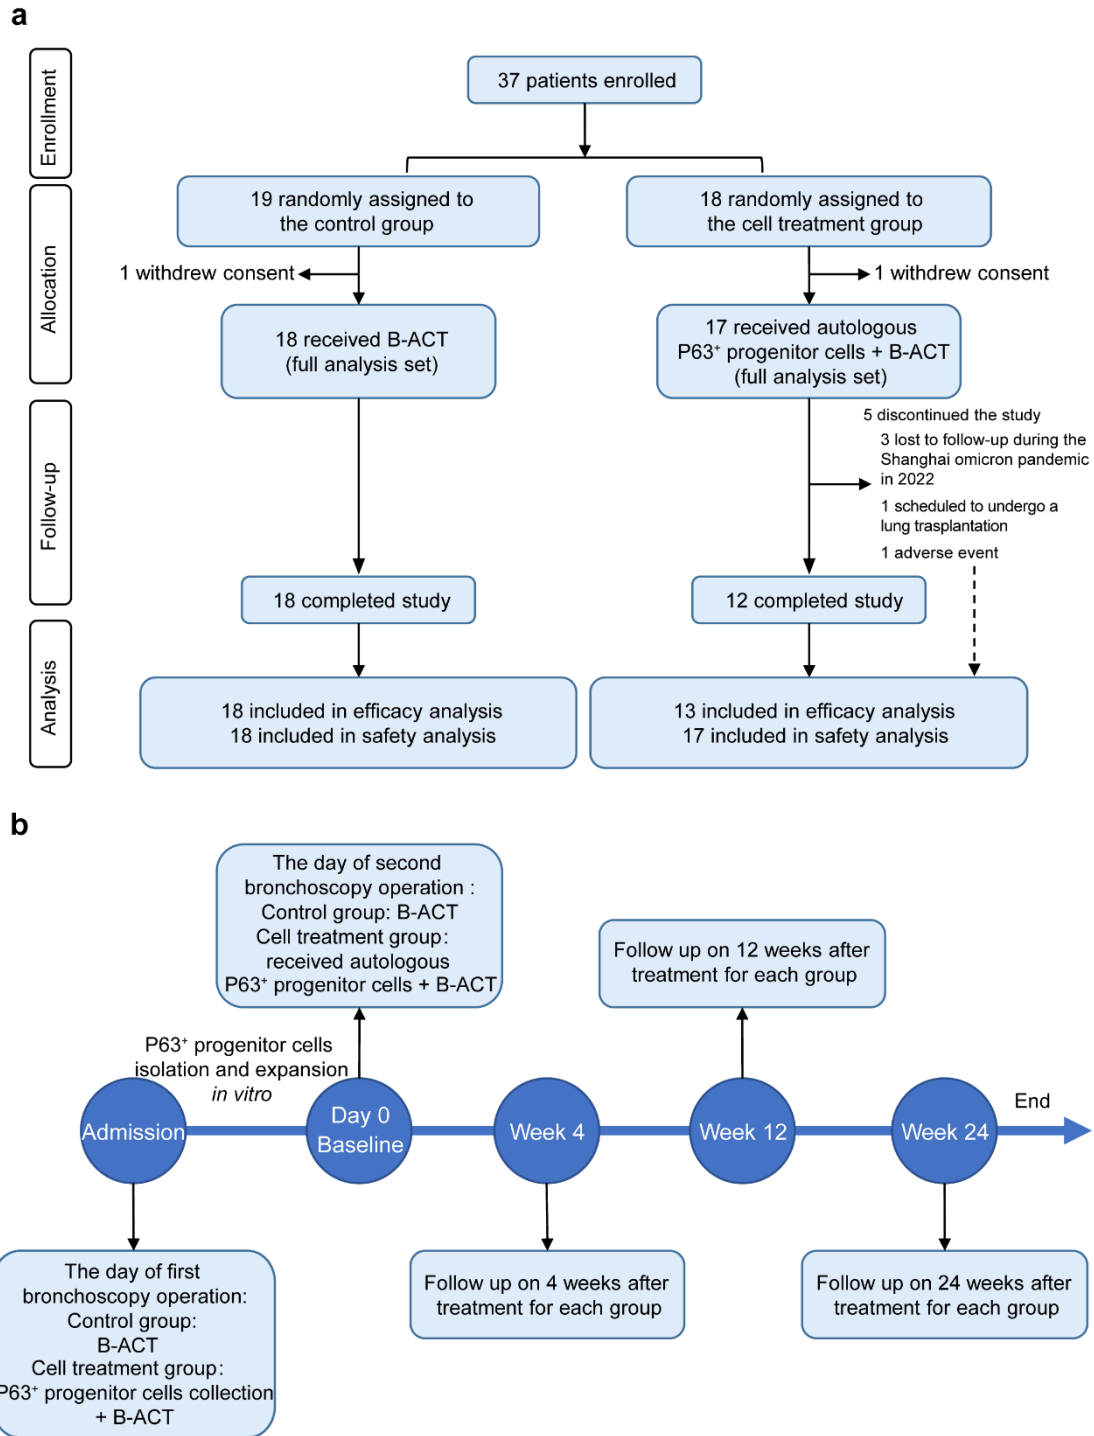 a
Enrollment
37 patients enrolled
Allocation
19 randomly assigned to
the control group
18 randomly assigned to
the cell treatment group
1 withdrew consent
1 withdrew consent
18 received B-ACT
(full analysis set)
17 received autologous
P63⁺ progenitor cells + B-ACT
(full analysis set)
Follow-up
5 discontinued the study
3 lost to follow-up during the
Shanghai omicron pandemic
in 2022
1 scheduled to undergo a
lung trasplantation
1 adverse event
18 completed study
12 completed study
Analysis
18 included in efficacy analysis
18 included in safety analysis
13 included in efficacy analysis
17 included in safety analysis
b
The day of second
bronchoscopy operation :
Control group: B-ACT
Cell treatment group:
received autologous
P63⁺ progenitor cells + B-ACT
Follow up on 12 weeks after
treatment for each group
P63⁺ progenitor cells
isolation and expansion
in vitro
Admission
Day 0
Baseline
Week 4
Week 12
Week 24
End
The day of first
bronchoscopy operation:
Control group:
B-ACT
Cell treatment group:
P63⁺ progenitor cells collection
+ B-ACT
Follow up on 4 weeks after
treatment for each group
Follow up on 24 weeks after
treatment for each group